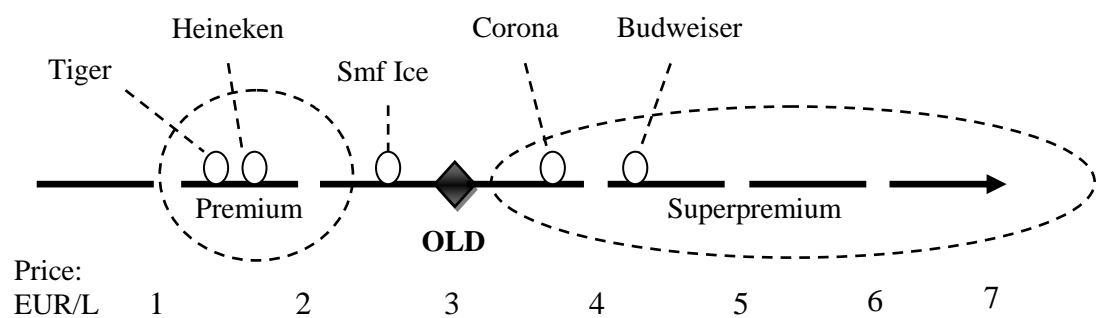 Heineken
Corona
Budweiser
Tiger
Smf Ice
Premium
Superpremium
OLD
Price:
EUR/L 1 2 3 4 5 6 7